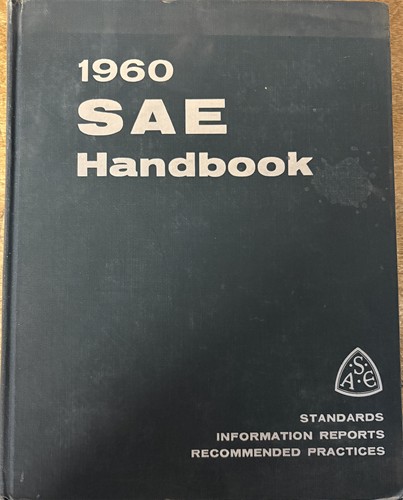 1960
SAE
Handbook
S
A E
STANDARDS
INFORMATION REPORTS
RECOMMENDED PRACTICES